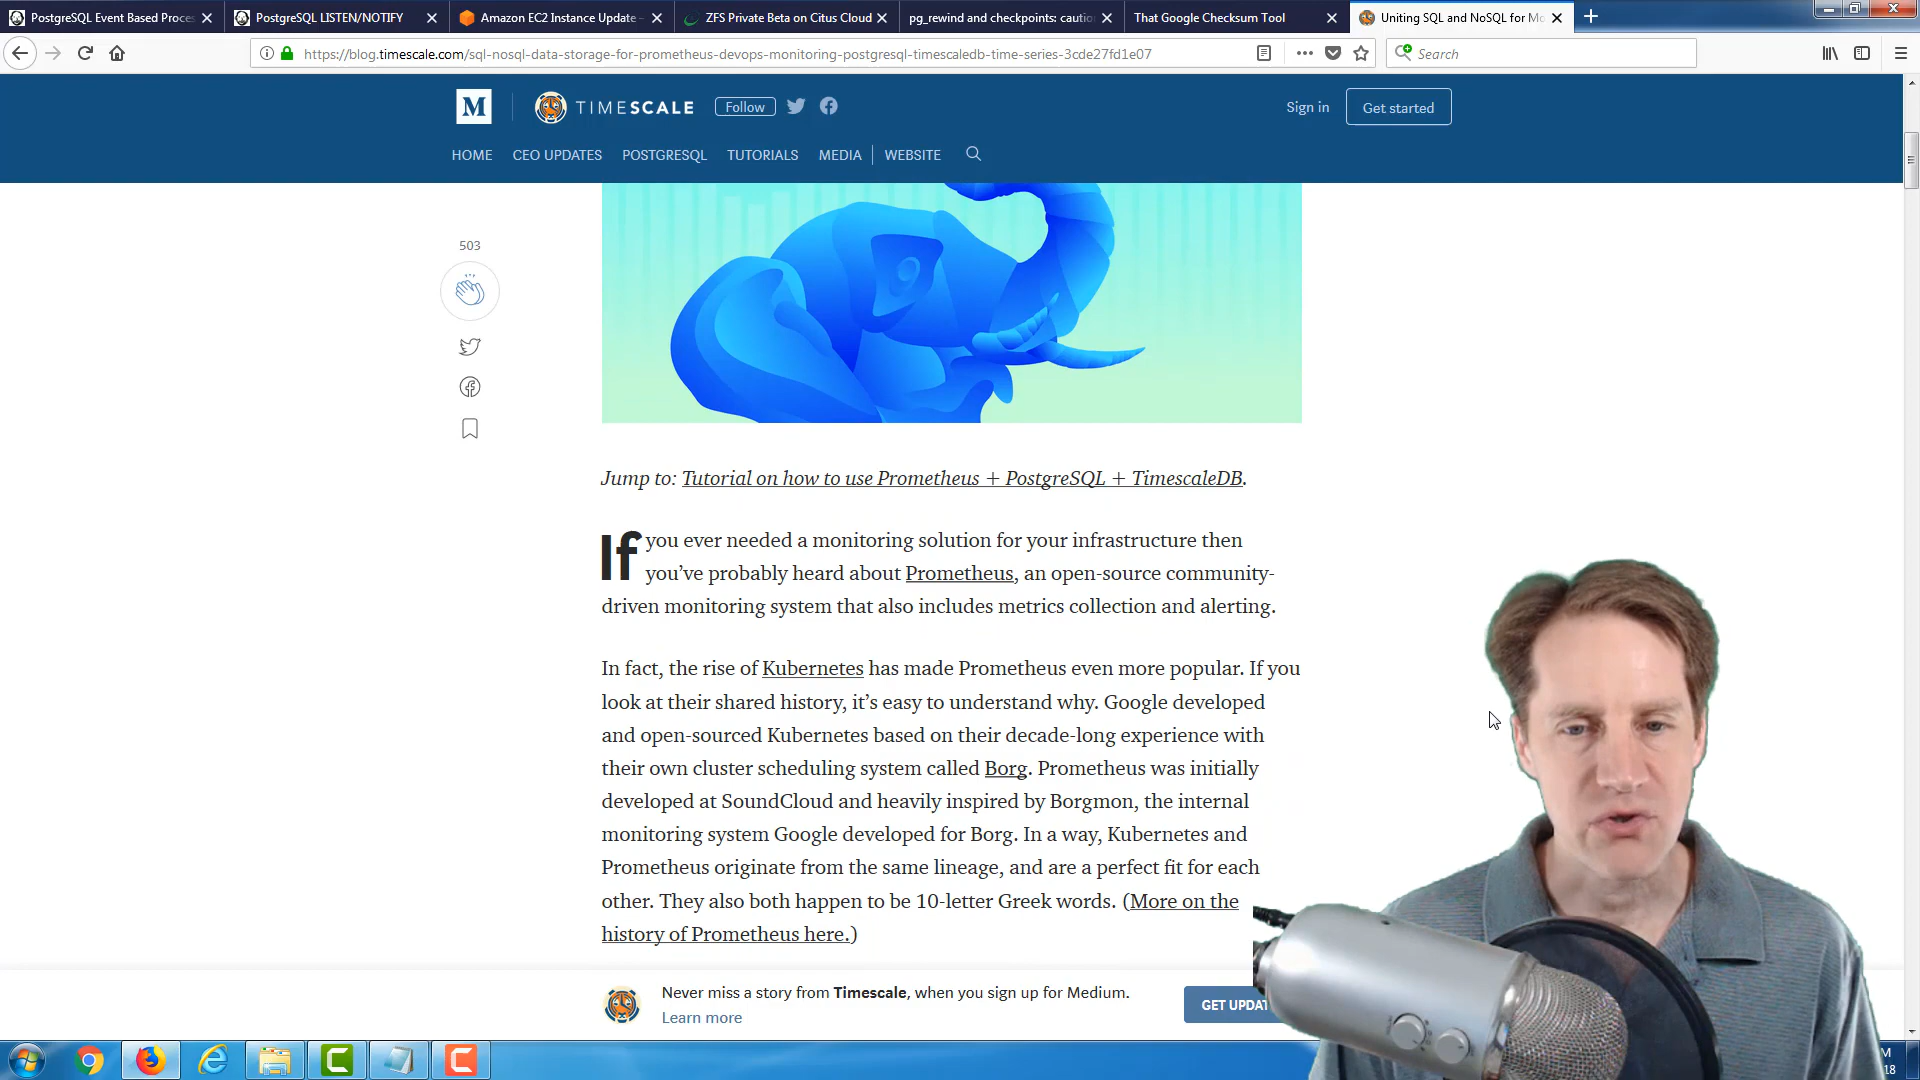 PostgreSQL Event Based Proces
PostgreSQL LISTEN/NOTIFY
Amazon EC2 Instance Update –
ZFS Private Beta on Citus Cloud
pg_rewind and checkpoints: cautio
That Google Checksum Tool
Uniting SQL and NoSQL for Mo
https://blog.timescale.com/sql-nosql-data-storage-for-prometheus-devops-monitoring-postgresql-timescaledb-time-series-3cde27fd1e07
Search
M
TIMESCALE
Follow
Sign in
Get started
HOME
CEO UPDATES
POSTGRESQL
TUTORIALS
MEDIA
WEBSITE
503
Jump to: Tutorial on how to use Prometheus + PostgreSQL + TimescaleDB.
If you ever needed a monitoring solution for your infrastructure then
you’ve probably heard about Prometheus, an open-source community-
driven monitoring system that also includes metrics collection and alerting.
In fact, the rise of Kubernetes has made Prometheus even more popular. If you
look at their shared history, it’s easy to understand why. Google developed
and open-sourced Kubernetes based on their decade-long experience with
their own cluster scheduling system called Borg. Prometheus was initially
developed at SoundCloud and heavily inspired by Borgmon, the internal
monitoring system Google developed for Borg. In a way, Kubernetes and
Prometheus originate from the same lineage, and are a perfect fit for each
other. They also both happen to be 10-letter Greek words. (More on the
history of Prometheus here.)
Never miss a story from Timescale, when you sign up for Medium.
Learn more
GET UPDAT
M
18